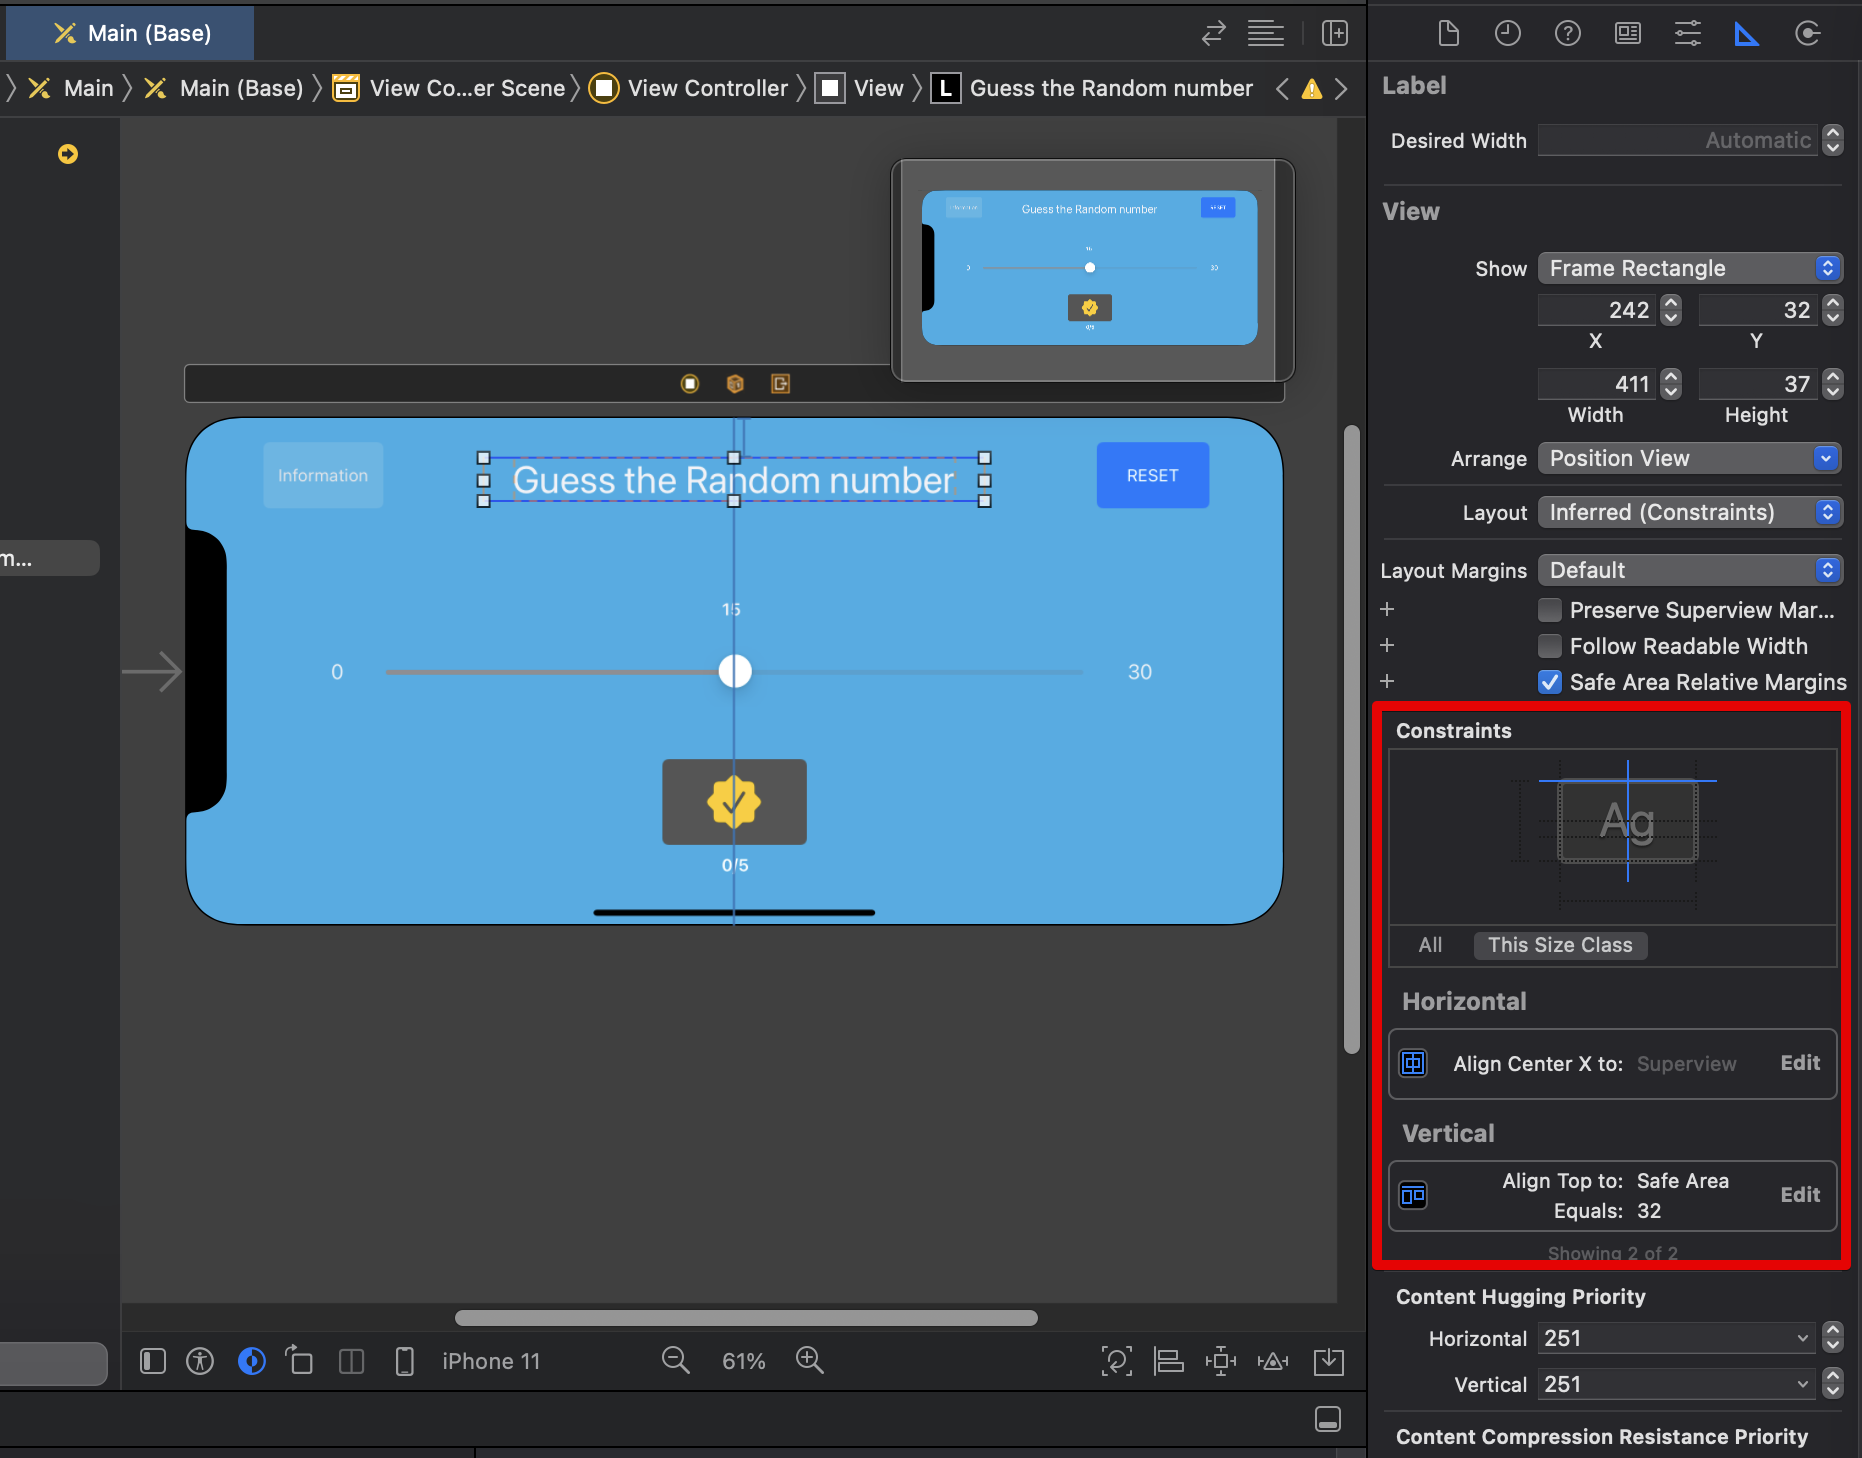 Main (Base)
Main
Main (Base)
View Co...er Scene
View Controller
View
L
Guess the Random number
Guess the Random number
RESET
30
0/5
m...
Information
Guess the Random number
RESET
15
0
30
0/5
iPhone 11
61%
Label
Desired Width
Automatic
View
Show
Frame Rectangle
242
32
X
Y
411
37
Width
Height
Arrange
Position View
Layout
Inferred (Constraints)
Layout Margins
Default
Preserve Superview Mar...
Follow Readable Width
Safe Area Relative Margins
Constraints
Ag
All
This Size Class
Horizontal
Align Center X to: Superview
Edit
Vertical
Align Top to: Safe Area
Equals: 32
Edit
Showing 2 of 2
Content Hugging Priority
Horizontal
251
Vertical
251
Content Compression Resistance Priority